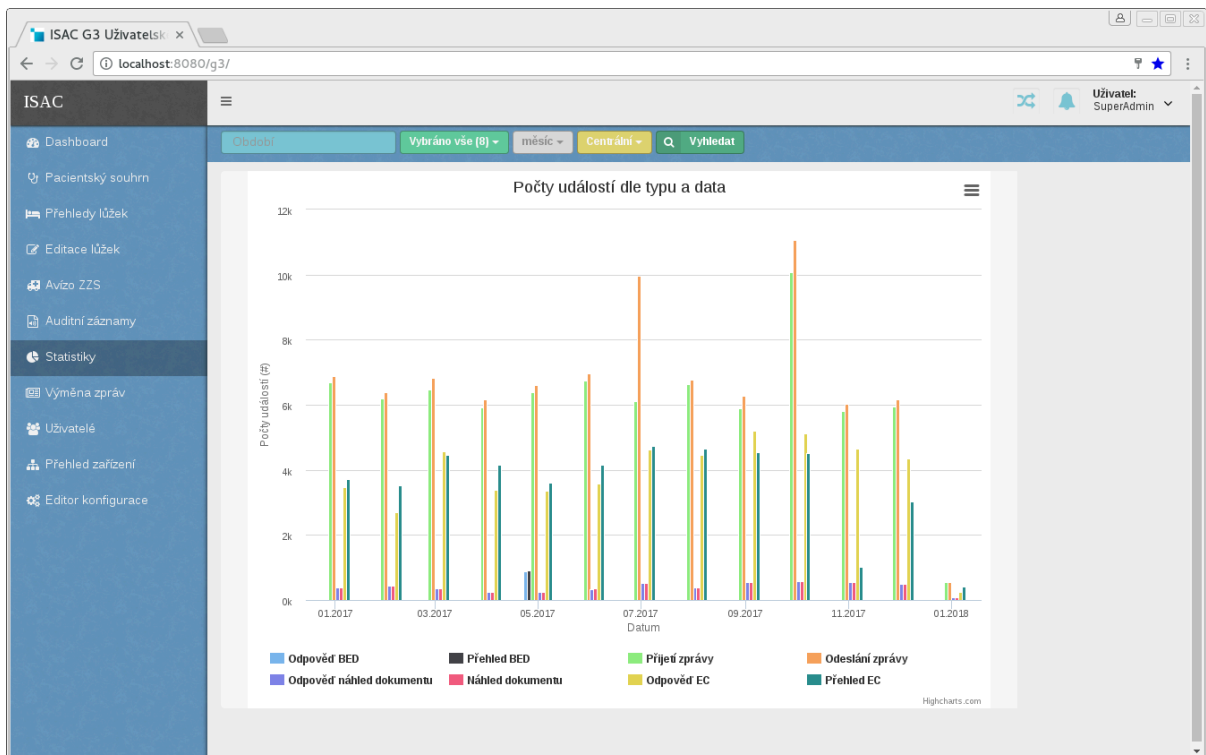 ISAC G3 Uživatelsk
localhost:8080/g3/
ISAC
Uživatel:
SuperAdmin
Dashboard
Pacientský souhrn
Přehledy lůžek
Editace lůžek
Avízo ZZS
Auditní záznamy
Statistiky
Výměna zpráv
Uživatelé
Přehled zařízení
Editor konfigurace
Období Vybráno vše (8) měsíc Centrální Vyhledat
Počty událostí dle typu a data
12k
10k
8k
6k
4k
2k
0k
Počty událostí (#)
01.2017 03.2017 05.2017 07.2017 09.2017 11.2017 01.2018
Datum
Odpověď BED Přehled BED Přijetí zprávy Odeslání zprávy
Odpověď náhled dokumentu Náhled dokumentu Odpověď EC Přehled EC
Highcharts.com